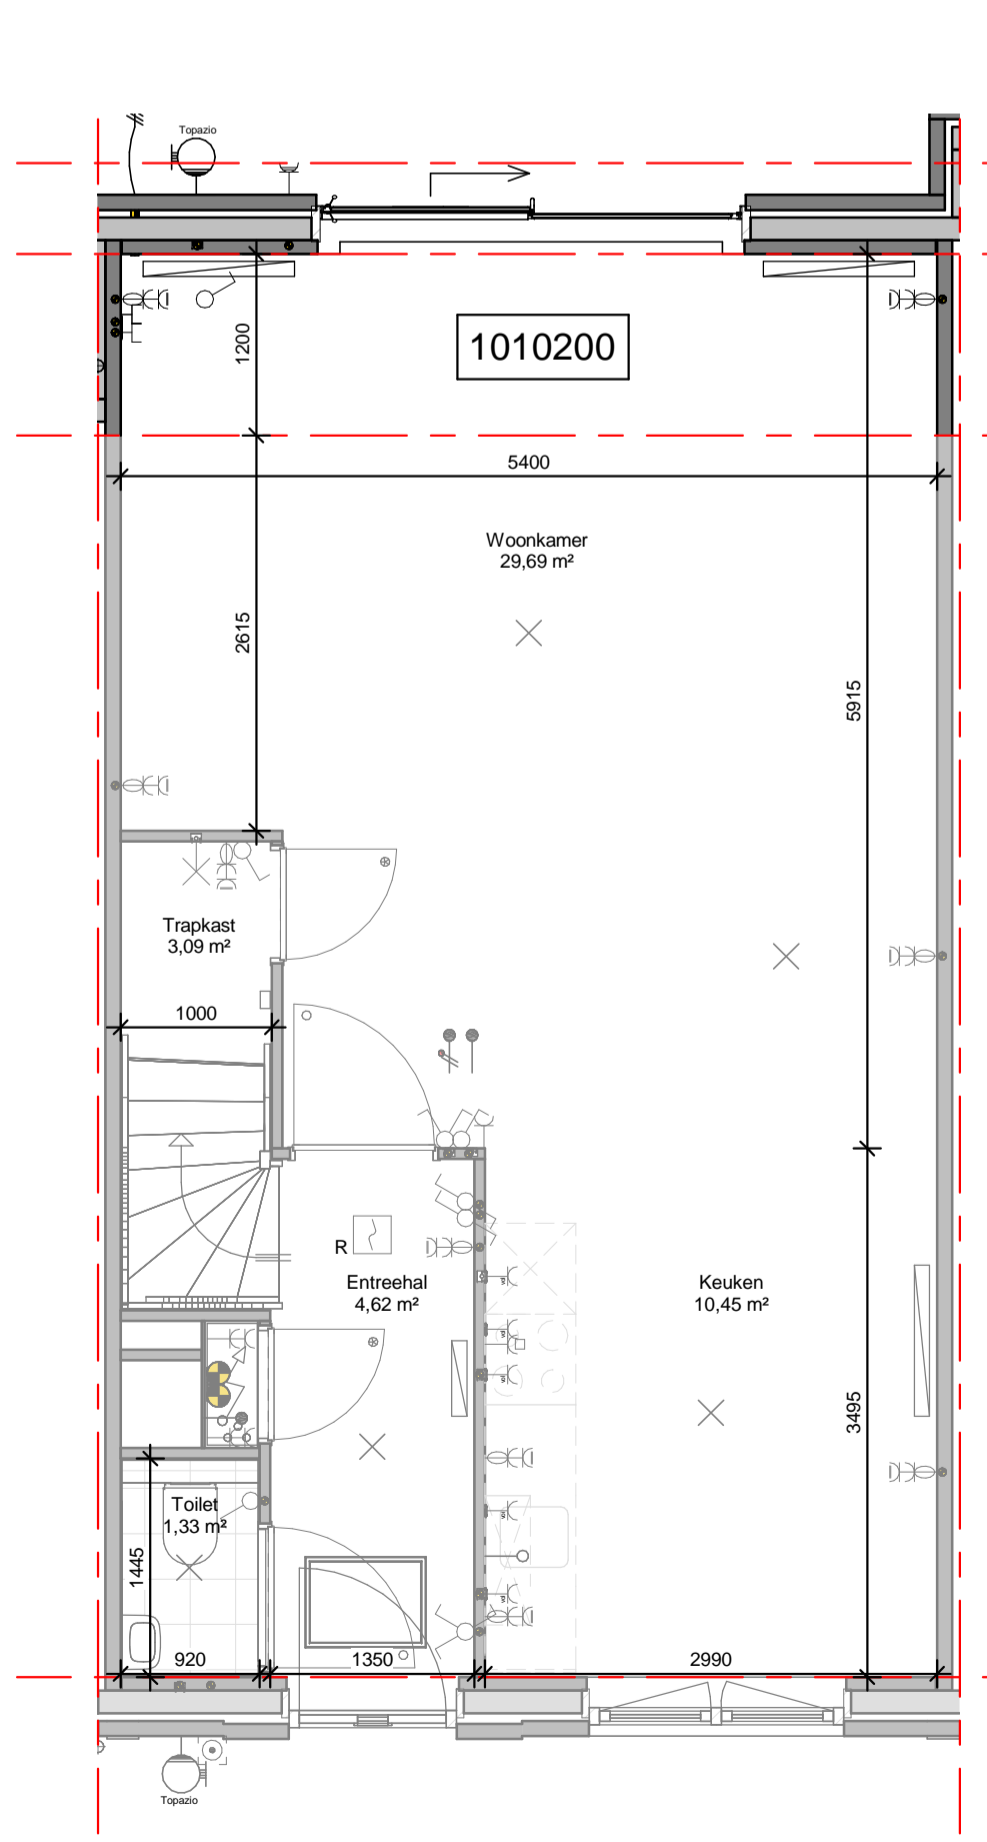 Topazio
1010200
1200
5400
Woonkamer
29,69 m²
2615
5915
Trapkast
3,09 m²
1000
R
Entreehal
4,62 m²
Keuken
10,45 m²
3495
Toilet
1,33 m²
1445
920
1350
2990
Topazio